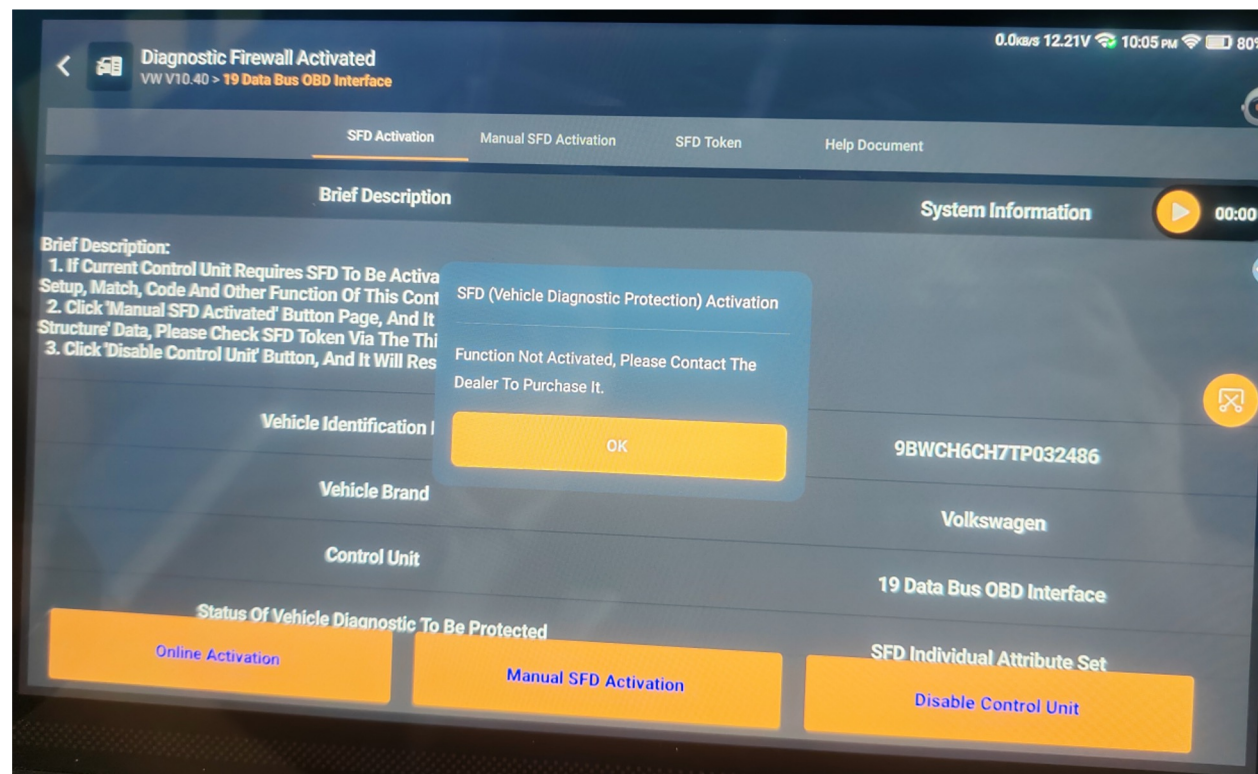 Diagnostic Firewall Activated
0.0KB/S 12.21V 10:05 PM 80%
VW V10.40 > 19 Data Bus OBD Interface
SFD Activation Manual SFD Activation SFD Token Help Document
Brief Description System Information 00:00
Brief Description:
1. If Current Control Unit Requires SFD To Be Activa
Setup, Match, Code And Other Function Of This Cont
2. Click 'Manual SFD Activated' Button Page, And It
Structure' Data, Please Check SFD Token Via The Thi
3. Click 'Disable Control Unit' Button, And It Will Res
SFD (Vehicle Diagnostic Protection) Activation
Function Not Activated, Please Contact The
Dealer To Purchase It.
OK
Vehicle Identification 9BWCH6CH7TP032486
Vehicle Brand Volkswagen
Control Unit 19 Data Bus OBD Interface
Status Of Vehicle Diagnostic To Be Protected SFD Individual Attribute Set
Online Activation Manual SFD Activation Disable Control Unit